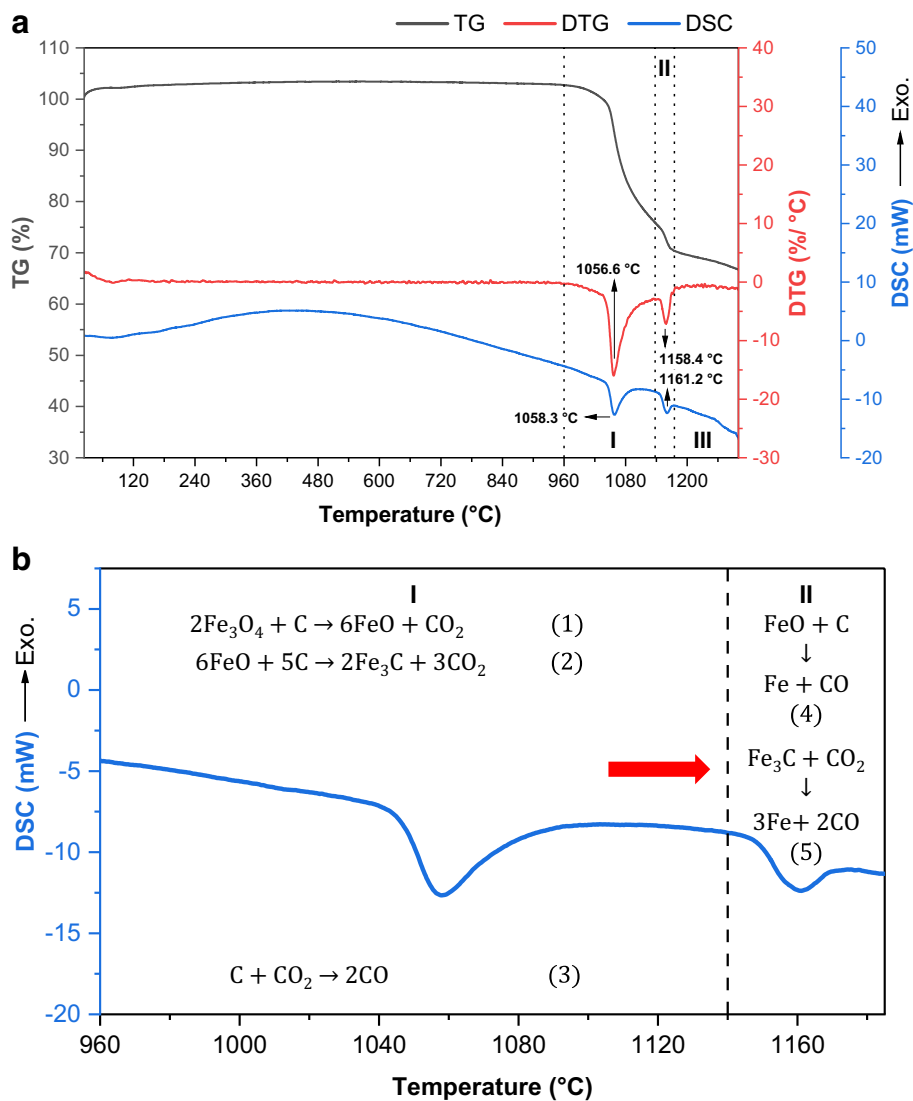 a
TG DTG DSC
110
100
90
80
70
60
50
40
30
TG (%)
40
30
20
10
0
-10
-20
-30
DTG (%/ °C)
50
40
30
20
10
0
-10
-20
DSC (mW) → Exo.
II
1056.6 °C
1158.4 °C
1161.2 °C
1058.3 °C
I
III
120 240 360 480 600 720 840 960 1080 1200
Temperature (°C)
b
5
0
-5
-10
-15
-20
DSC (mW) → Exo.
I
2Fe₃O₄ + C → 6FeO + CO₂ (1)
6FeO + 5C → 2Fe₃C + 3CO₂ (2)
C + CO₂ → 2CO (3)
II
FeO + C
↓
Fe + CO
(4)
Fe₃C + CO₂
↓
3Fe+ 2CO
(5)
960 1000 1040 1080 1120 1160
Temperature (°C)